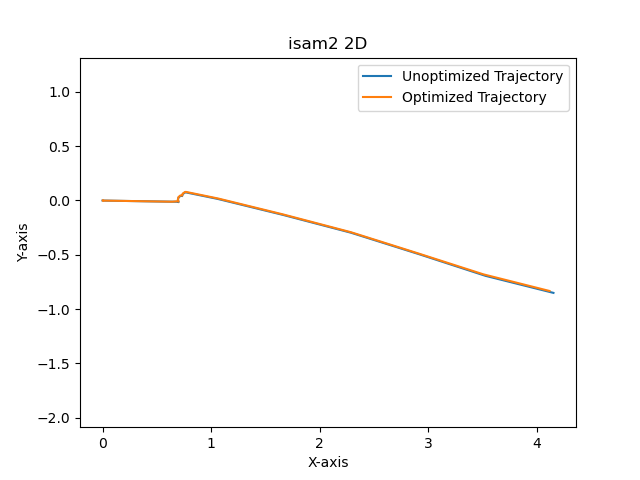 isam2 2D
Unoptimized Trajectory
Optimized Trajectory
1.0
0.5
0.0
−0.5
−1.0
−1.5
−2.0
Y-axis
0 1 2 3 4
X-axis